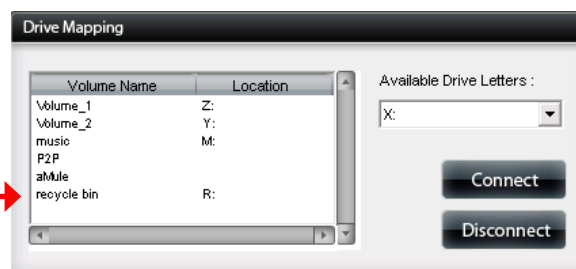 Drive Mapping
Volume Name Location
Available Drive Letters :
Volume_1 Z:
Volume_2 Y:
music M:
P2P
aMule
recycle bin R:
X:
Connect
Disconnect